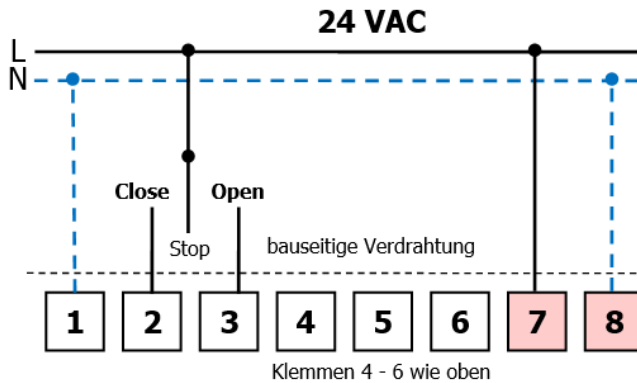 24 VAC
L
N
Close
Open
Stop
bauseitige Verdrahtung
1 2 3 4 5 6 7 8
Klemmen 4 - 6 wie oben